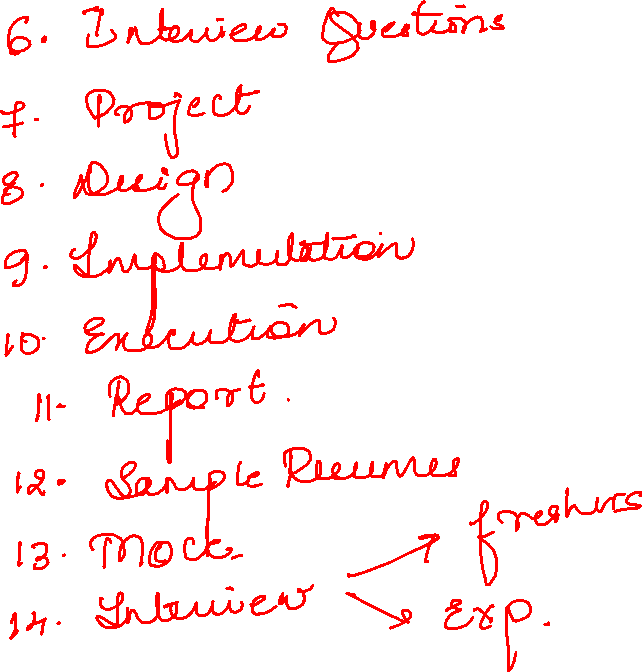 6. Interview Questions
7. Project
8. Design
9. Implementation
10. Execution
11. Report.
12. Sample Resumes
13. Mock
freshers
14. Interview
Exp.